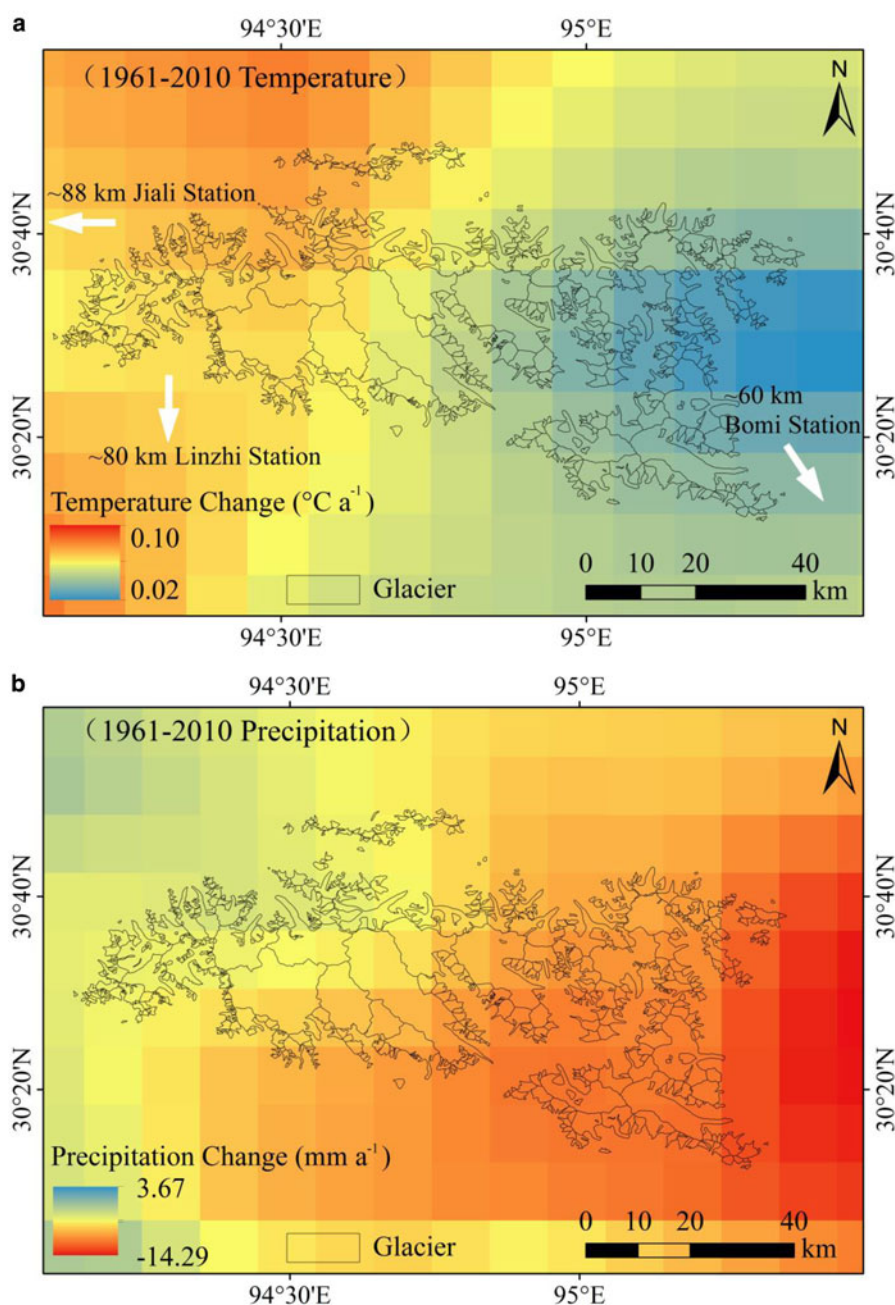 a
94°30'E 95°E
（1961-2010 Temperature）
N
~88 km Jiali Station
30°40'N 30°40'N
~60 km
Bomi Station
30°20'N 30°20'N
~80 km Linzhi Station
Temperature Change (°C a⁻¹)
0.10
0.02
Glacier
0 10 20 40
km
94°30'E 95°E
b
94°30'E 95°E
（1961-2010 Precipitation）
N
30°40'N 30°40'N
30°20'N 30°20'N
Precipitation Change (mm a⁻¹)
3.67
-14.29
Glacier
0 10 20 40
km
94°30'E 95°E